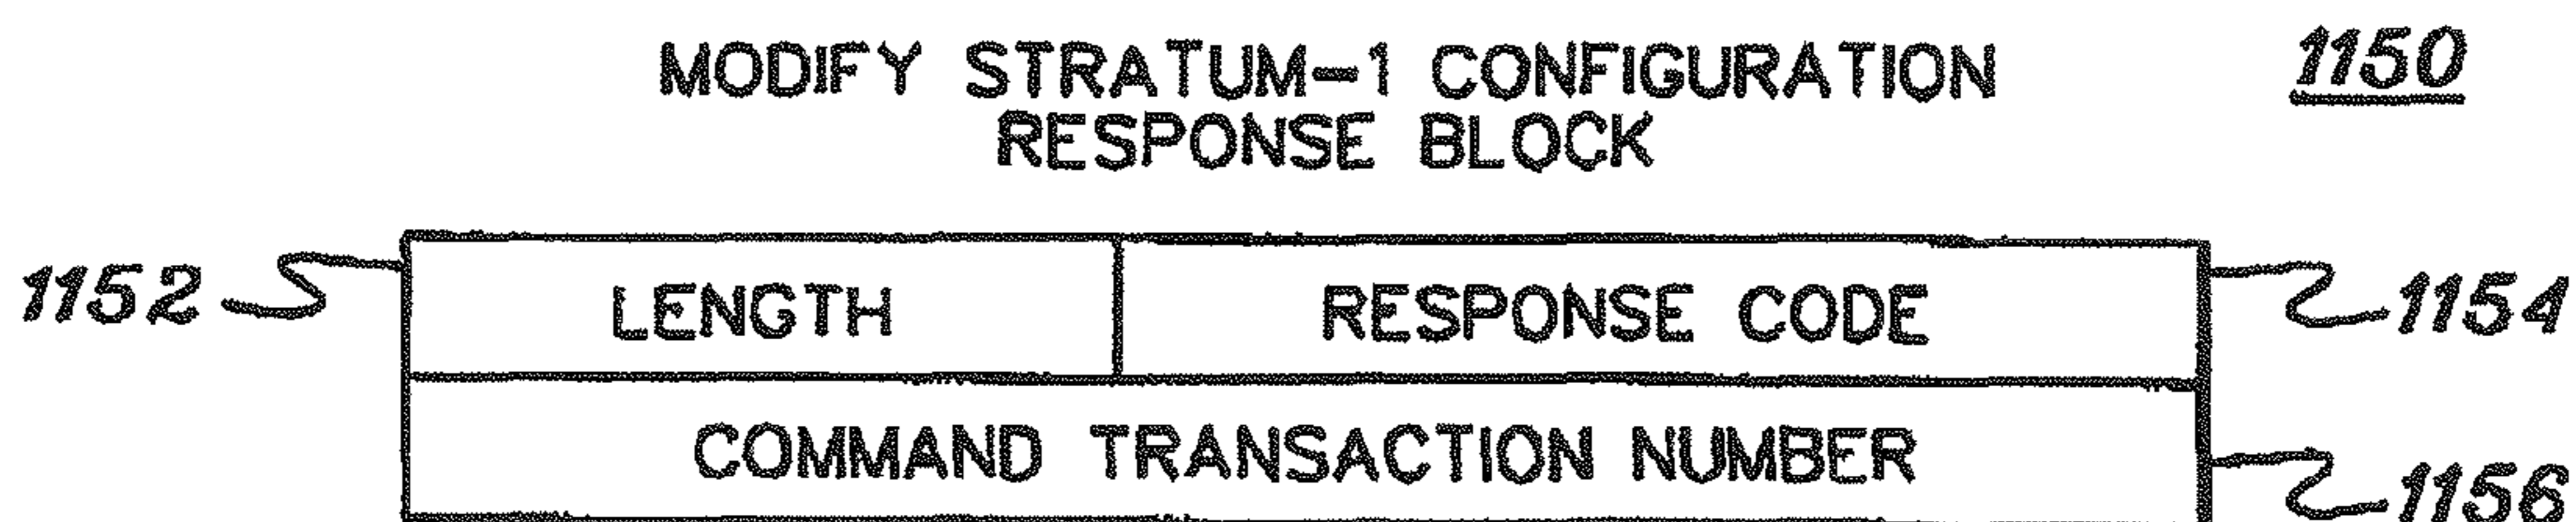 MODIFY STRATUM-1 CONFIGURATION 1150
RESPONSE BLOCK
1152 LENGTH RESPONSE CODE 1154
COMMAND TRANSACTION NUMBER
1156